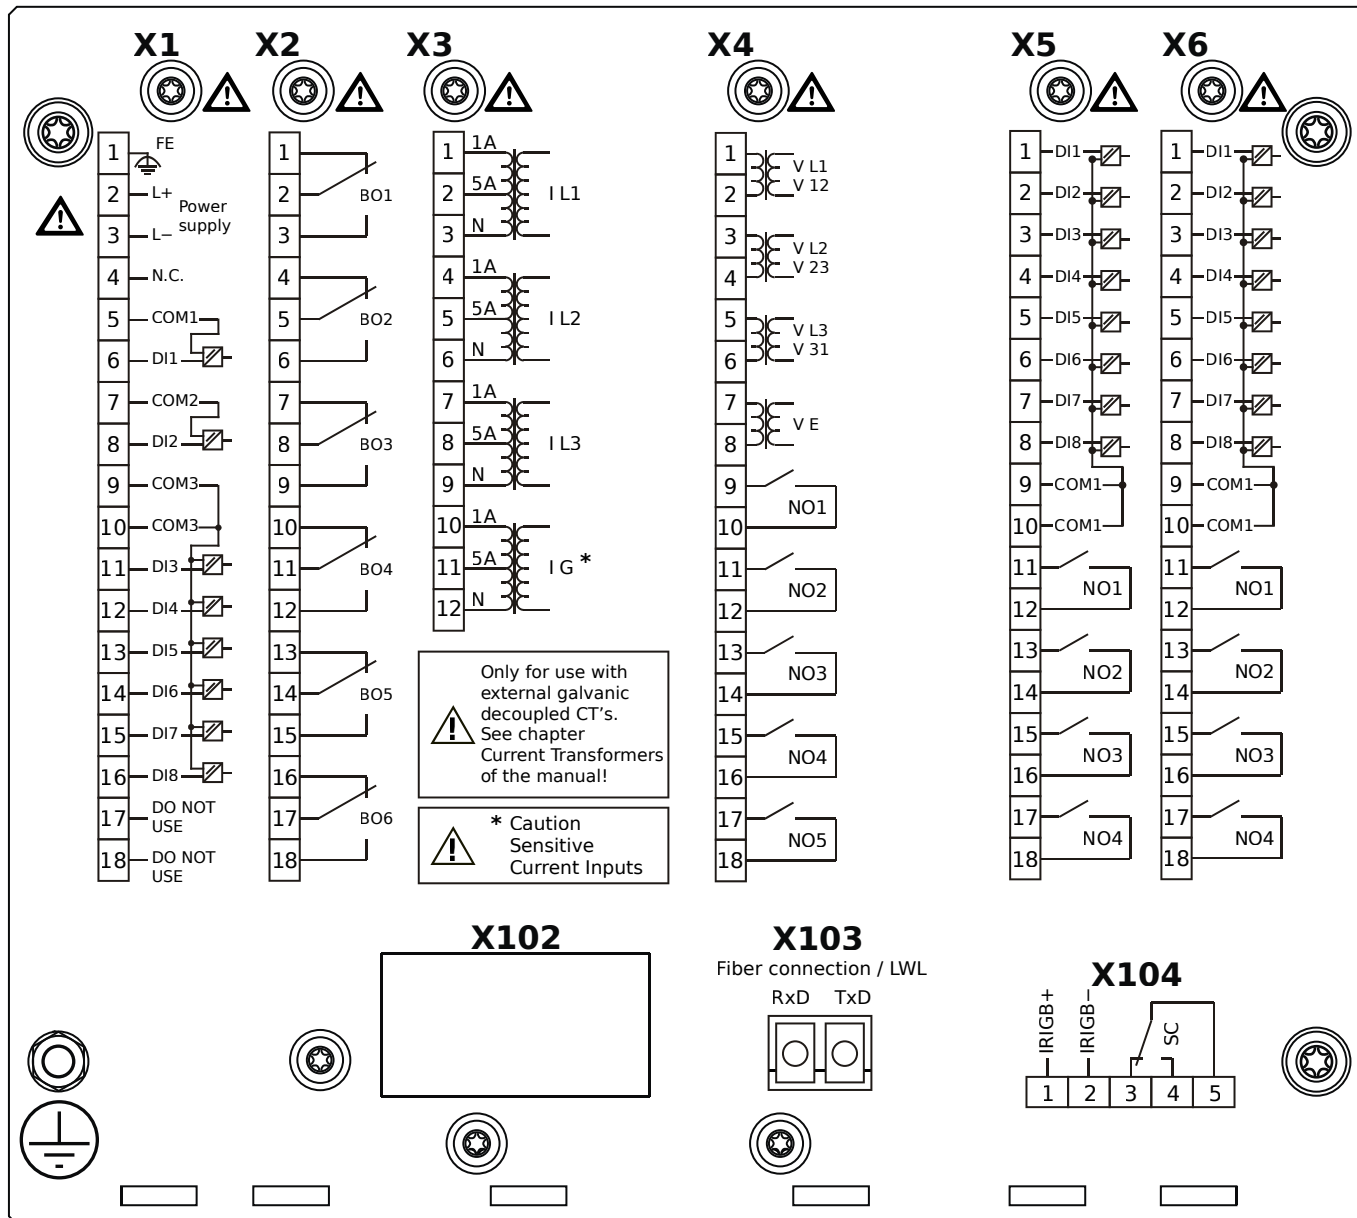 X1
X2
X3
X4
X5
X6
1 FE
2 L+
Power
supply
3 L−
4 N.C.
5 COM1
6 DI1
7 COM2
8 DI2
9 COM3
10 COM3
11 DI3
12 DI4
13 DI5
14 DI6
15 DI7
16 DI8
17 DO NOT
USE
18 DO NOT
USE
1
2 BO1
3
4
5 BO2
6
7
8 BO3
9
10
11 BO4
12
13
14 BO5
15
16
17 BO6
18
1 1A
2 5A I L1
3 N
4 1A
5 5A I L2
6 N
7 1A
8 5A I L3
9 N
10 1A
11 5A I G *
12 N
Only for use with
external galvanic
decoupled CT's.
See chapter
Current Transformers
of the manual!
* Caution
Sensitive
Current Inputs
1 V L1
2 V 12
3 V L2
4 V 23
5 V L3
6 V 31
7
V E
8
9
NO1
10
11
NO2
12
13
NO3
14
15
NO4
16
17
NO5
18
1 DI1
2 DI2
3 DI3
4 DI4
5 DI5
6 DI6
7 DI7
8 DI8
9 COM1
10 COM1
11
NO1
12
13
NO2
14
15
NO3
16
17
NO4
18
1 DI1
2 DI2
3 DI3
4 DI4
5 DI5
6 DI6
7 DI7
8 DI8
9 COM1
10 COM1
11
NO1
12
13
NO2
14
15
NO3
16
17
NO4
18
X102
X103
Fiber connection / LWL
RxD TxD
X104
IRIGB+
IRIGB−
SC
1 2 3 4 5